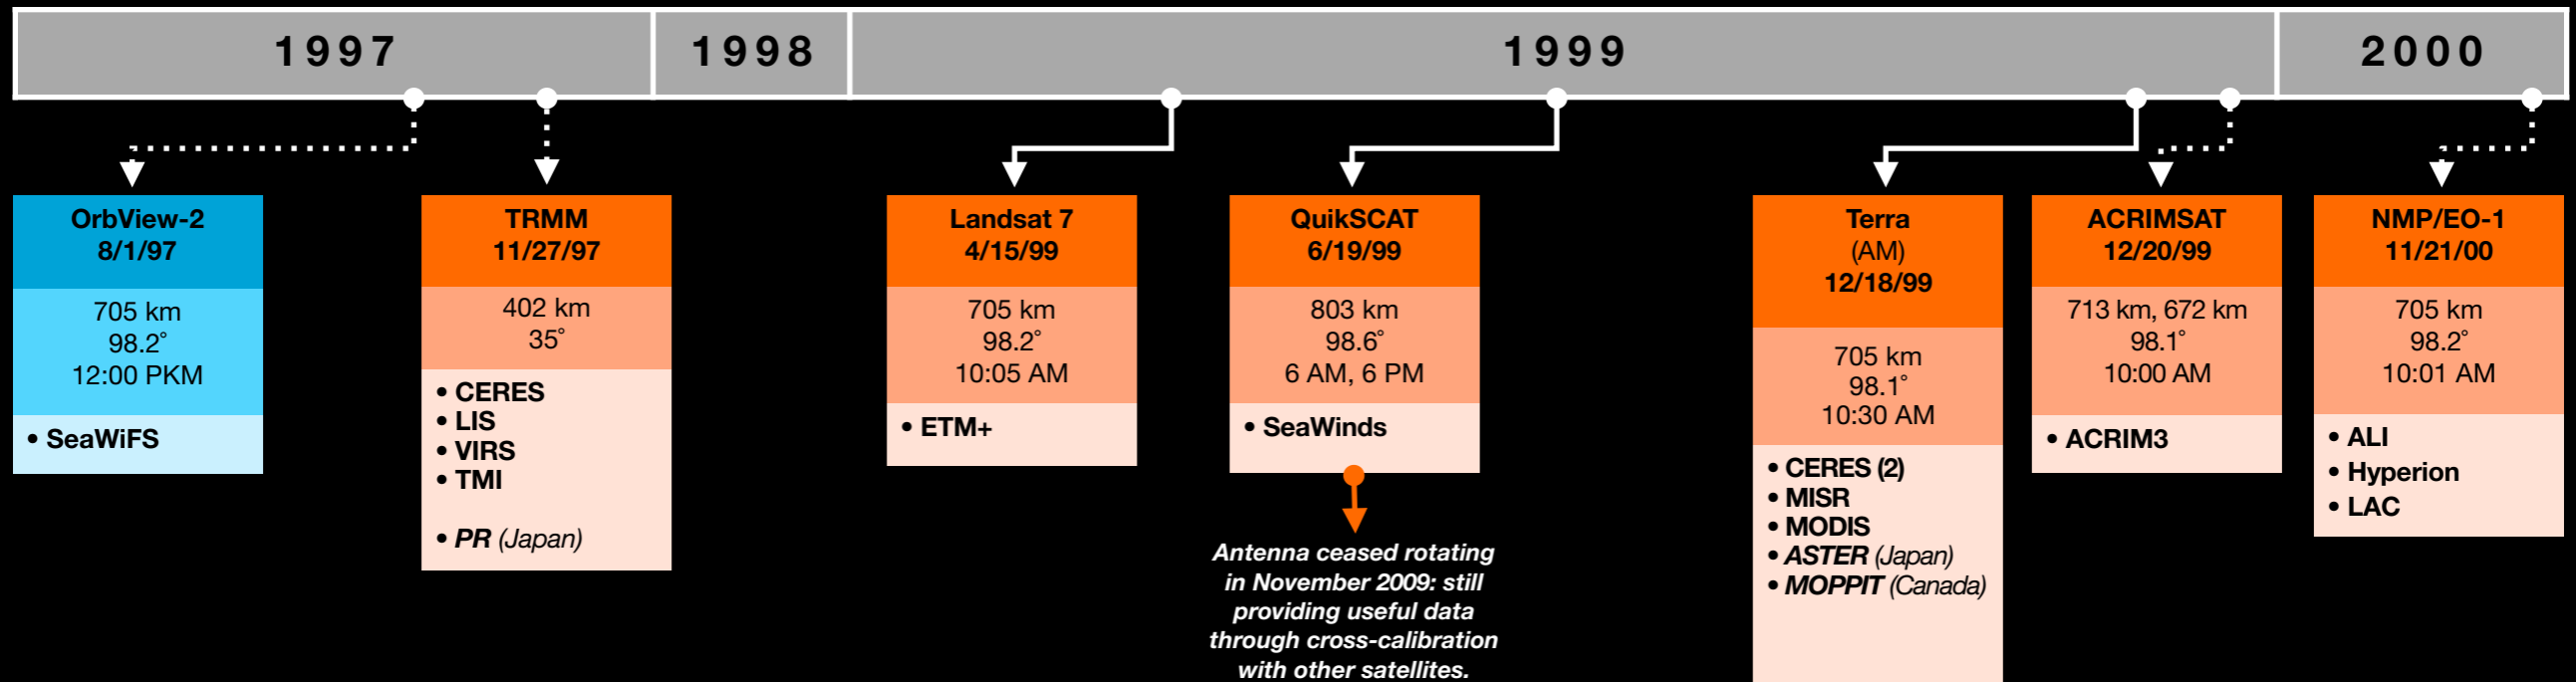 1997
1998
1999
2000
OrbView-2
8/1/97
705 km
98.2°
12:00 PKM
• SeaWiFS
TRMM
11/27/97
402 km
35°
• CERES
• LIS
• VIRS
• TMI
• PR (Japan)
Landsat 7
4/15/99
705 km
98.2°
10:05 AM
• ETM+
QuikSCAT
6/19/99
803 km
98.6°
6 AM, 6 PM
• SeaWinds
Antenna ceased rotating
in November 2009: still
providing useful data
through cross-calibration
with other satellites.
Terra
(AM)
12/18/99
705 km
98.1°
10:30 AM
• CERES (2)
• MISR
• MODIS
• ASTER (Japan)
• MOPPIT (Canada)
ACRIMSAT
12/20/99
713 km, 672 km
98.1°
10:00 AM
• ACRIM3
NMP/EO-1
11/21/00
705 km
98.2°
10:01 AM
• ALI
• Hyperion
• LAC